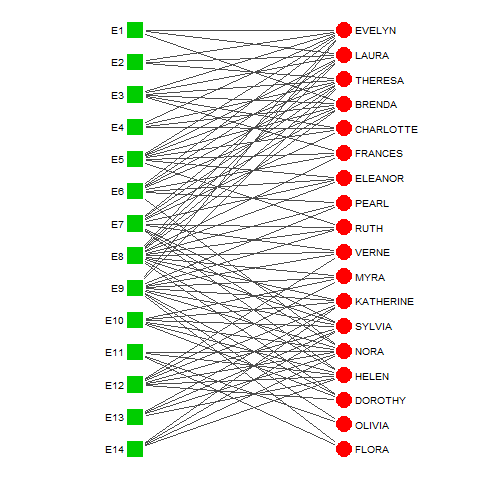 E1
E2
E3
E4
E5
E6
E7
E8
E9
E10
E11
E12
E13
E14
EVELYN
LAURA
THERESA
BRENDA
CHARLOTTE
FRANCES
ELEANOR
PEARL
RUTH
VERNE
MYRA
KATHERINE
SYLVIA
NORA
HELEN
DOROTHY
OLIVIA
FLORA